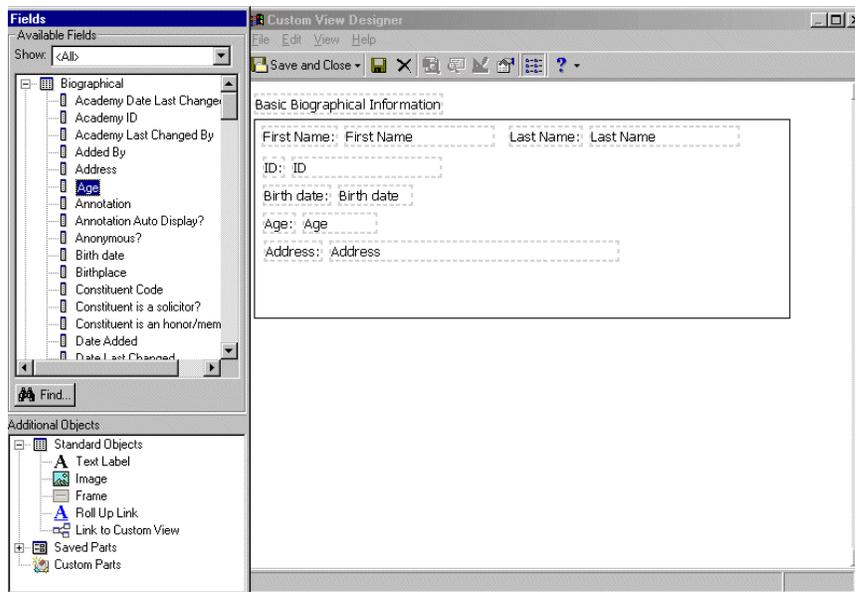 Fields
Available Fields
Show: <All>
Biographical
Academy Date Last Change
Academy ID
Academy Last Changed By
Added By
Address
Age
Annotation
Annotation Auto Display?
Anonymous?
Birth date
Birthplace
Constituent Code
Constituent is a solicitor?
Constituent is an honor/mem
Date Added
Date Last Changed
Find...
Additional Objects
Standard Objects
A Text Label
Image
Frame
A Roll Up Link
Link to Custom View
Saved Parts
Custom Parts
Custom View Designer
File Edit View Help
Save and Close ?
Basic Biographical Information
First Name: First Name Last Name: Last Name
ID: ID
Birth date: Birth date
Age: Age
Address: Address